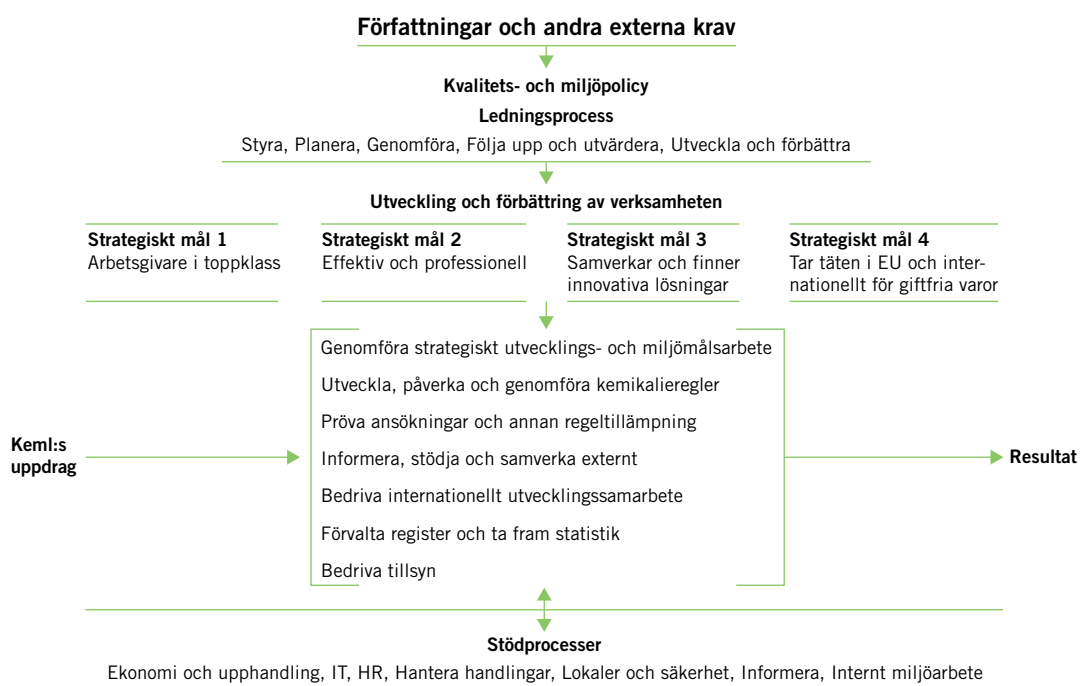 Författningar och andra externa krav
Kvalitets- och miljöpolicy
Ledningsprocess
Styra, Planera, Genomföra, Följa upp och utvärdera, Utveckla och förbättra
Utveckling och förbättring av verksamheten
Strategiskt mål 1
Arbetsgivare i toppklass
Strategiskt mål 2
Effektiv och professionell
Strategiskt mål 3
Samverkar och finner
innovativa lösningar
Strategiskt mål 4
Tar täten i EU och inter-
nationellt för giftfria varor
KemI:s
uppdrag
Genomföra strategiskt utvecklings- och miljömålsarbete
Utveckla, påverka och genomföra kemikalieregler
Pröva ansökningar och annan regeltillämpning
Informera, stödja och samverka externt
Bedriva internationellt utvecklingssamarbete
Förvalta register och ta fram statistik
Bedriva tillsyn
Resultat
Stödprocesser
Ekonomi och upphandling, IT, HR, Hantera handlingar, Lokaler och säkerhet, Informera, Internt miljöarbete